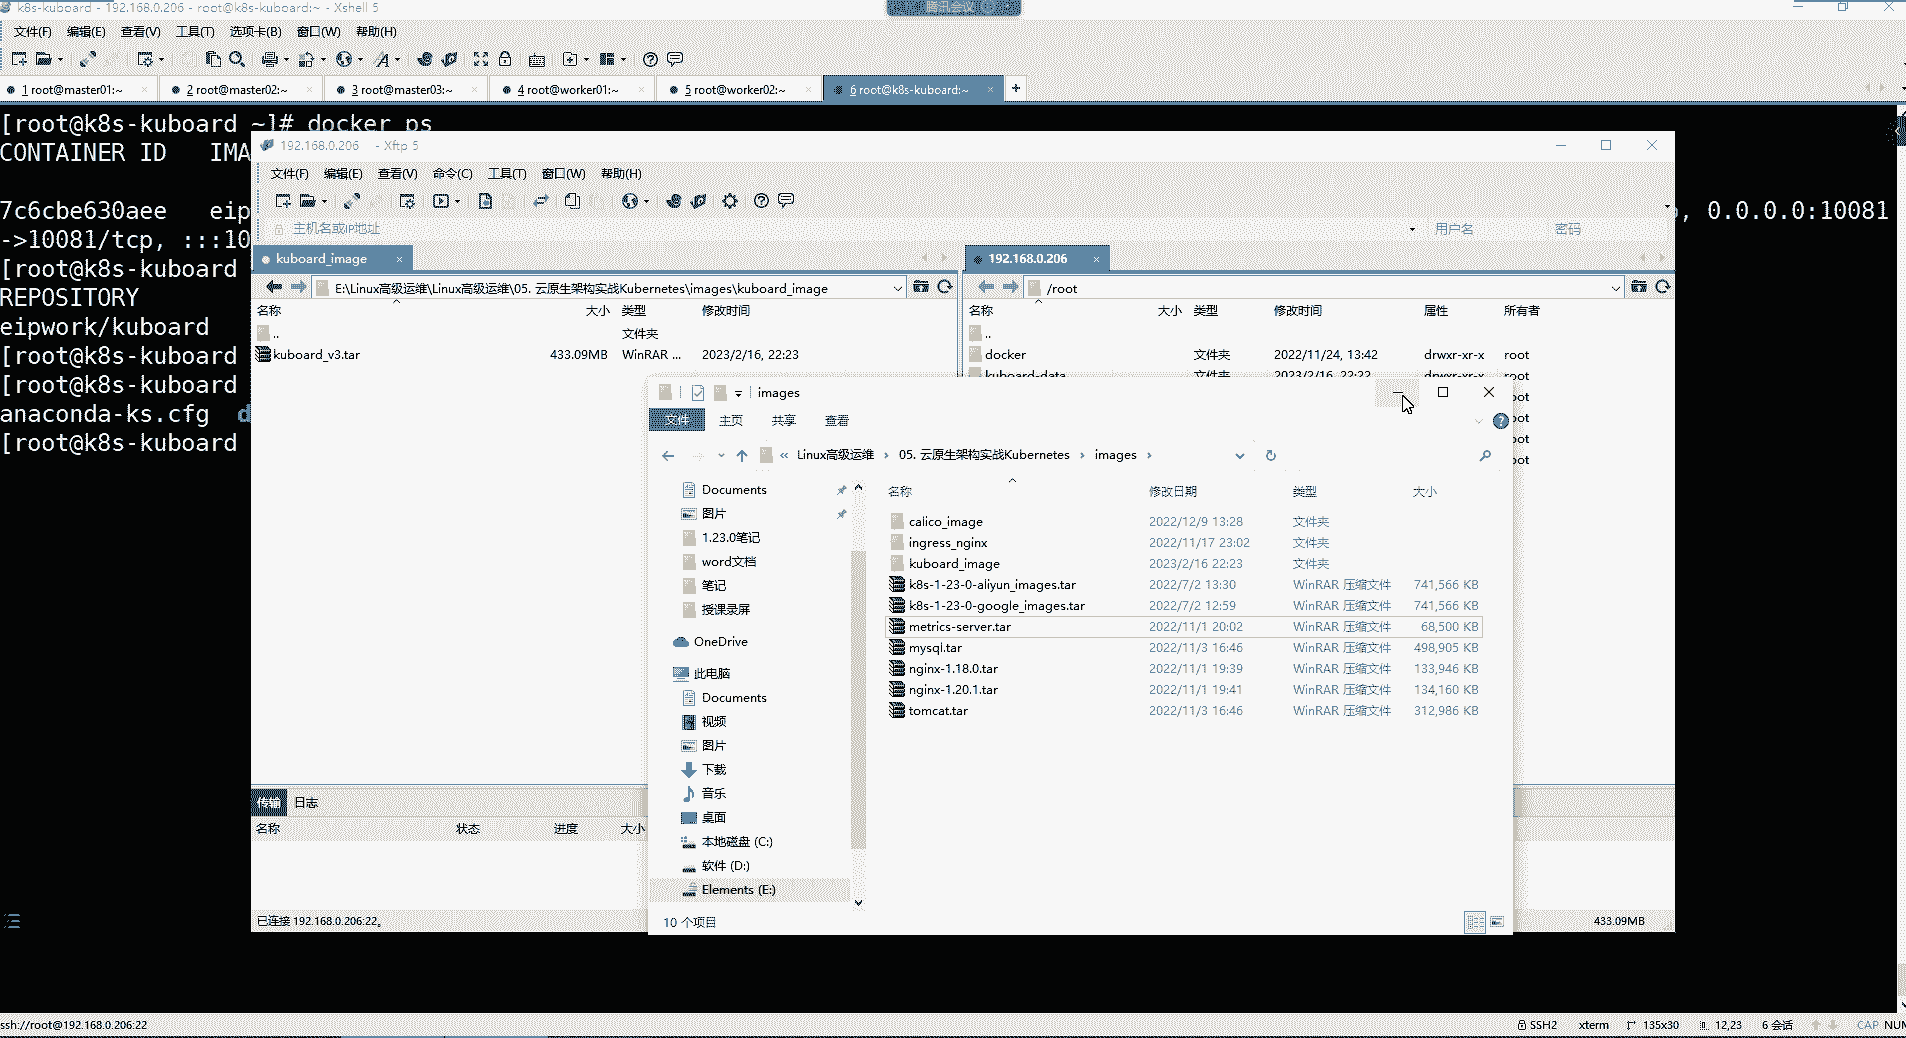 k8s-kuboard - 192.168.0.206 - root@k8s-kuboard:~ - Xshell 5
腾讯会议
文件(F) 编辑(E) 查看(V) 工具(T) 选项卡(B) 窗口(W) 帮助(H)
1 root@master01:~ 2 root@master02:~ 3 root@master03:~ 4 root@worker01:~ 5 root@worker02:~ 6 root@k8s-kuboard:~
[root@k8s-kuboard ~]# docker ps
CONTAINER ID IMA
7c6cbe630aee eip
, 0.0.0.0:10081
->10081/tcp, :::10
[root@k8s-kuboard
REPOSITORY
eipwork/kuboard
[root@k8s-kuboard
[root@k8s-kuboard
anaconda-ks.cfg d
[root@k8s-kuboard
192.168.0.206 - Xftp 5
文件(F) 编辑(E) 查看(V) 命令(C) 工具(T) 窗口(W) 帮助(H)
主机名或IP地址 用户名 密码
kuboard_image
E:\Linux高级运维\Linux高级运维\05. 云原生架构实战Kubernetes\images\kuboard_image
名称 大小 类型 修改时间
.. 文件夹
kuboard_v3.tar 433.09MB WinRAR ... 2023/2/16, 22:23
192.168.0.206
/root
名称 大小 类型 修改时间 属性 所有者
..
docker 文件夹 2022/11/24, 13:42 drwxr-xr-x root
kuboard-data 文件夹 2023/2/16, 22:22 drwxr-xr-x root
oot
oot
oot
oot
images
文件 主页 共享 查看
« Linux高级运维 › 05. 云原生架构实战Kubernetes › images ›
Documents
图片
1.23.0笔记
word文档
笔记
授课录屏
OneDrive
此电脑
Documents
视频
图片
下载
音乐
桌面
本地磁盘 (C:)
软件 (D:)
Elements (E:)
名称 修改日期 类型 大小
calico_image 2022/12/9 13:28 文件夹
ingress_nginx 2022/11/17 23:02 文件夹
kuboard_image 2023/2/16 22:23 文件夹
k8s-1-23-0-aliyun_images.tar 2022/7/2 13:30 WinRAR 压缩文件 741,566 KB
k8s-1-23-0-google_images.tar 2022/7/2 12:59 WinRAR 压缩文件 741,566 KB
metrics-server.tar 2022/11/1 20:02 WinRAR 压缩文件 68,500 KB
mysql.tar 2022/11/3 16:46 WinRAR 压缩文件 498,905 KB
nginx-1.18.0.tar 2022/11/1 19:39 WinRAR 压缩文件 133,946 KB
nginx-1.20.1.tar 2022/11/1 19:41 WinRAR 压缩文件 134,160 KB
tomcat.tar 2022/11/3 16:46 WinRAR 压缩文件 312,986 KB
10 个项目
传输 日志
名称 状态 进度 大小
已连接 192.168.0.206:22。
433.09MB
ssh://root@192.168.0.206:22
SSH2 xterm 135x30 12,23 6 会话 CAP NUM